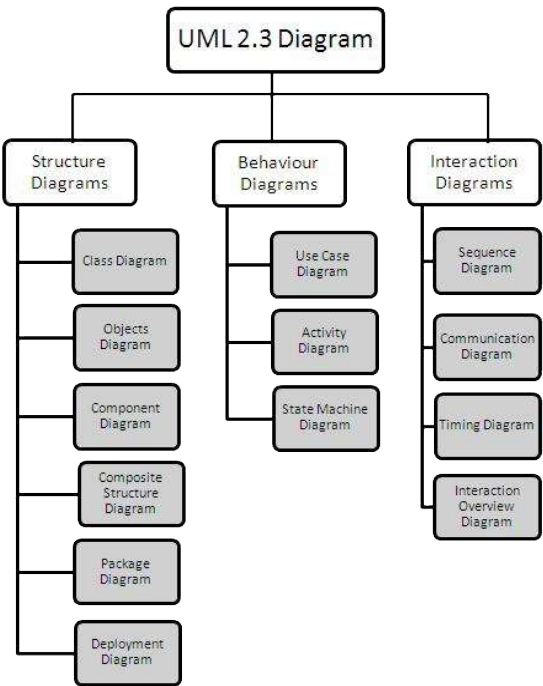 UML 2.3 Diagram
Structure
Diagrams
Behaviour
Diagrams
Interaction
Diagrams
Class Diagram
Objects
Diagram
Component
Diagram
Composite
Structure
Diagram
Package
Diagram
Deployment
Diagram
Use Case
Diagram
Activity
Diagram
State Machine
Diagram
Sequence
Diagram
Communication
Diagram
Timing Diagram
Interaction
Overview
Diagram